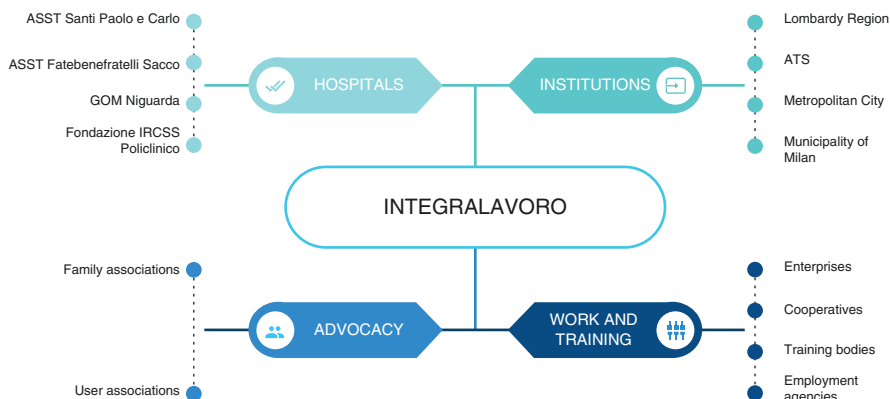 ASST Santi Paolo e Carlo
ASST Fatebenefratelli Sacco
GOM Niguarda
Fondazione IRCSS
Policlinico
HOSPITALS
INSTITUTIONS
Lombardy Region
ATS
Metropolitan City
Municipality of
Milan
INTEGRALAVORO
Family associations
User associations
ADVOCACY
WORK AND
TRAINING
Enterprises
Cooperatives
Training bodies
Employment
agencies